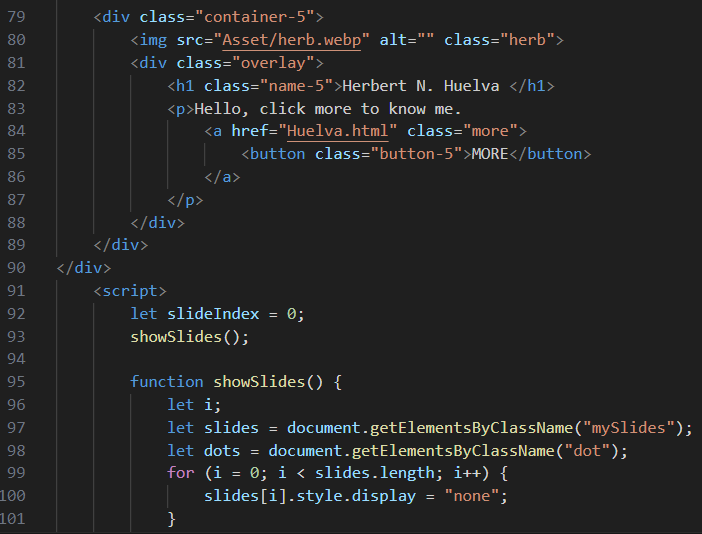 79 <div class="container-5">
80 <img src="Asset/herb.webp" alt="" class="herb">
81 <div class="overlay">
82 <h1 class="name-5">Herbert N. Huelva </h1>
83 <p>Hello, click more to know me.
84 <a href="Huelva.html" class="more">
85 <button class="button-5">MORE</button>
86 </a>
87 </p>
88 </div>
89 </div>
90 </div>
91 <script>
92 let slideIndex = 0;
93 showSlides();
94
95 function showSlides() {
96 let i;
97 let slides = document.getElementsByClassName("mySlides");
98 let dots = document.getElementsByClassName("dot");
99 for (i = 0; i < slides.length; i++) {
100 slides[i].style.display = "none";
101 }